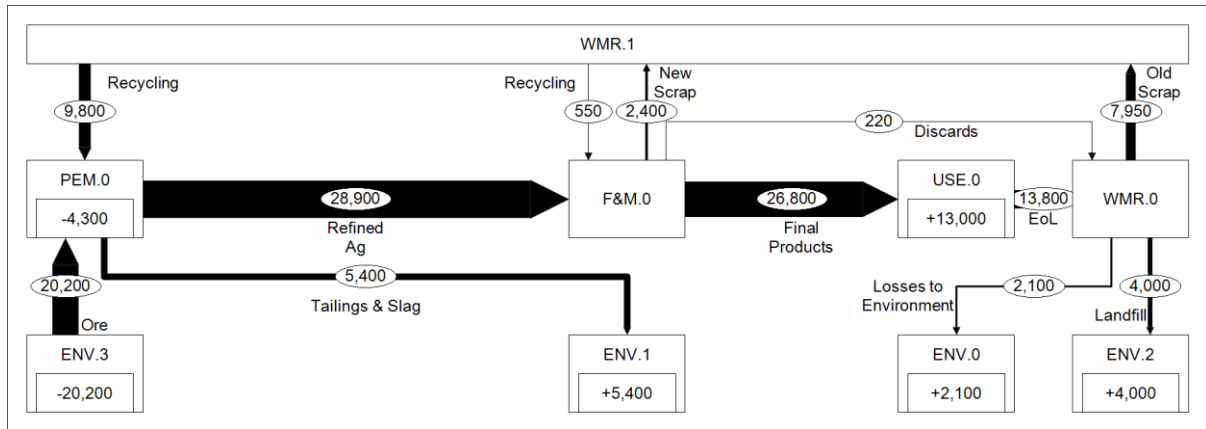 WMR.1
Recycling
Recycling
New
Scrap
Old
Scrap
9,800
550
2,400
220
7,950
Discards
PEM.0
-4,300
28,900
Refined
Ag
F&M.0
26,800
Final
Products
USE.0
+13,000
13,800
EoL
WMR.0
20,200
Ore
5,400
Tailings & Slag
Losses to
Environment
2,100
4,000
Landfill
ENV.3
-20,200
ENV.1
+5,400
ENV.0
+2,100
ENV.2
+4,000